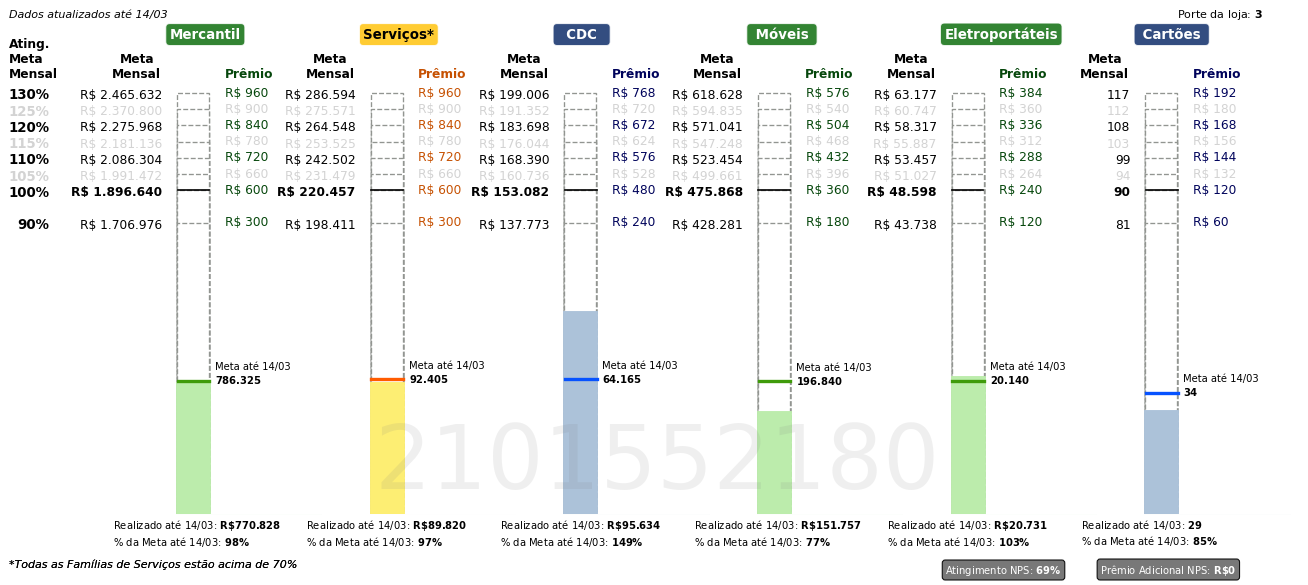 Dados atualizados até 14/03
Porte da loja: 3
Mercantil Serviços* CDC Móveis Eletroportáteis Cartões
Ating.
Meta Meta Meta Meta Meta Meta Meta
Mensal Mensal Prêmio Mensal Prêmio Mensal Prêmio Mensal Prêmio Mensal Prêmio Mensal Prêmio
130% R$ 2.465.632 R$ 960 R$ 286.594 R$ 960 R$ 199.006 R$ 768 R$ 618.628 R$ 576 R$ 63.177 R$ 384 117 R$ 192
125% R$ 2.370.800 R$ 900 R$ 275.571 R$ 900 R$ 191.352 R$ 720 R$ 594.835 R$ 540 R$ 60.747 R$ 360 112 R$ 180
120% R$ 2.275.968 R$ 840 R$ 264.548 R$ 840 R$ 183.698 R$ 672 R$ 571.041 R$ 504 R$ 58.317 R$ 336 108 R$ 168
115% R$ 2.181.136 R$ 780 R$ 253.525 R$ 780 R$ 176.044 R$ 624 R$ 547.248 R$ 468 R$ 55.887 R$ 312 103 R$ 156
110% R$ 2.086.304 R$ 720 R$ 242.502 R$ 720 R$ 168.390 R$ 576 R$ 523.454 R$ 432 R$ 53.457 R$ 288 99 R$ 144
105% R$ 1.991.472 R$ 660 R$ 231.479 R$ 660 R$ 160.736 R$ 528 R$ 499.661 R$ 396 R$ 51.027 R$ 264 94 R$ 132
100% R$ 1.896.640 R$ 600 R$ 220.457 R$ 600 R$ 153.082 R$ 480 R$ 475.868 R$ 360 R$ 48.598 R$ 240 90 R$ 120
90% R$ 1.706.976 R$ 300 R$ 198.411 R$ 300 R$ 137.773 R$ 240 R$ 428.281 R$ 180 R$ 43.738 R$ 120 81 R$ 60
Meta até 14/03 Meta até 14/03 Meta até 14/03 Meta até 14/03 Meta até 14/03 Meta até 14/03
786.325 92.405 64.165 196.840 20.140 34
2101552180
Realizado até 14/03: R$770.828 Realizado até 14/03: R$89.820 Realizado até 14/03: R$95.634 Realizado até 14/03: R$151.757 Realizado até 14/03: R$20.731 Realizado até 14/03: 29
% da Meta até 14/03: 98% % da Meta até 14/03: 97% % da Meta até 14/03: 149% % da Meta até 14/03: 77% % da Meta até 14/03: 103% % da Meta até 14/03: 85%
*Todas as Famílias de Serviços estão acima de 70%
Atingimento NPS: 69% Prêmio Adicional NPS: R$0